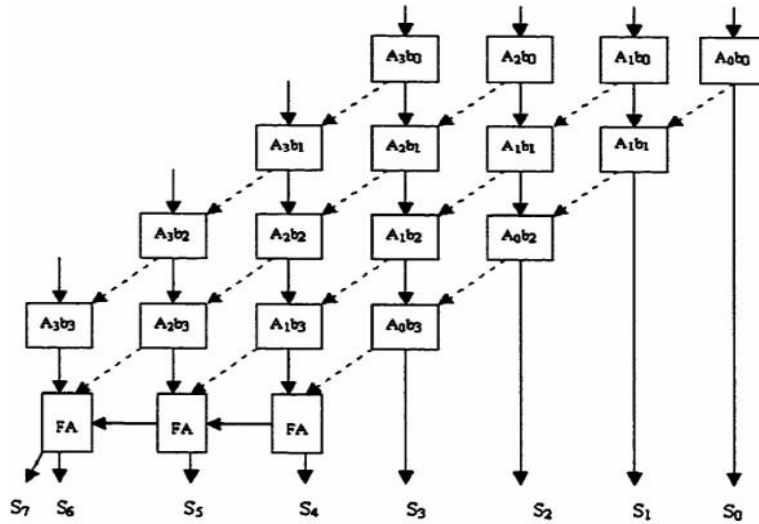 A3b0 A2b0 A1b0 A0b0
A3b1 A2b1 A1b1 A1b1
A3b2 A2b2 A1b2 A0b2
A3b3 A2b3 A1b3 A0b3
FA FA FA
S7 S6 S5 S4 S3 S2 S1 S0